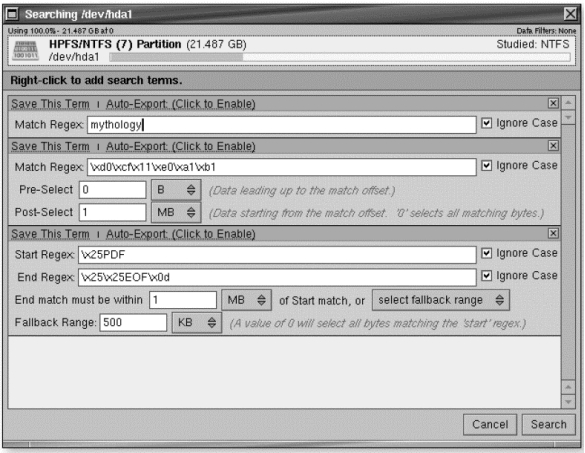 Searching /dev/hda1
Using 100.0% - 21.487 GB at 0 Data Filters: None
HPFS/NTFS (7) Partition (21.487 GB) Studied: NTFS
/dev/hda1
Right-click to add search terms.
Save This Term | Auto-Export: (Click to Enable)
Match Regex: mythology Ignore Case
Save This Term | Auto-Export: (Click to Enable)
Match Regex: \xd0\xcf\x11\xe0\xa1\xb1 Ignore Case
Pre-Select 0 B (Data leading up to the match offset.)
Post-Select 1 MB (Data starting from the match offset. '0' selects all matching bytes.)
Save This Term | Auto-Export: (Click to Enable)
Start Regex: \x25PDF Ignore Case
End Regex: \x25\x25EOF\x0d Ignore Case
End match must be within 1 MB of Start match, or select fallback range
Fallback Range: 500 KB (A value of 0 will select all bytes matching the 'start' regex.)
Cancel Search